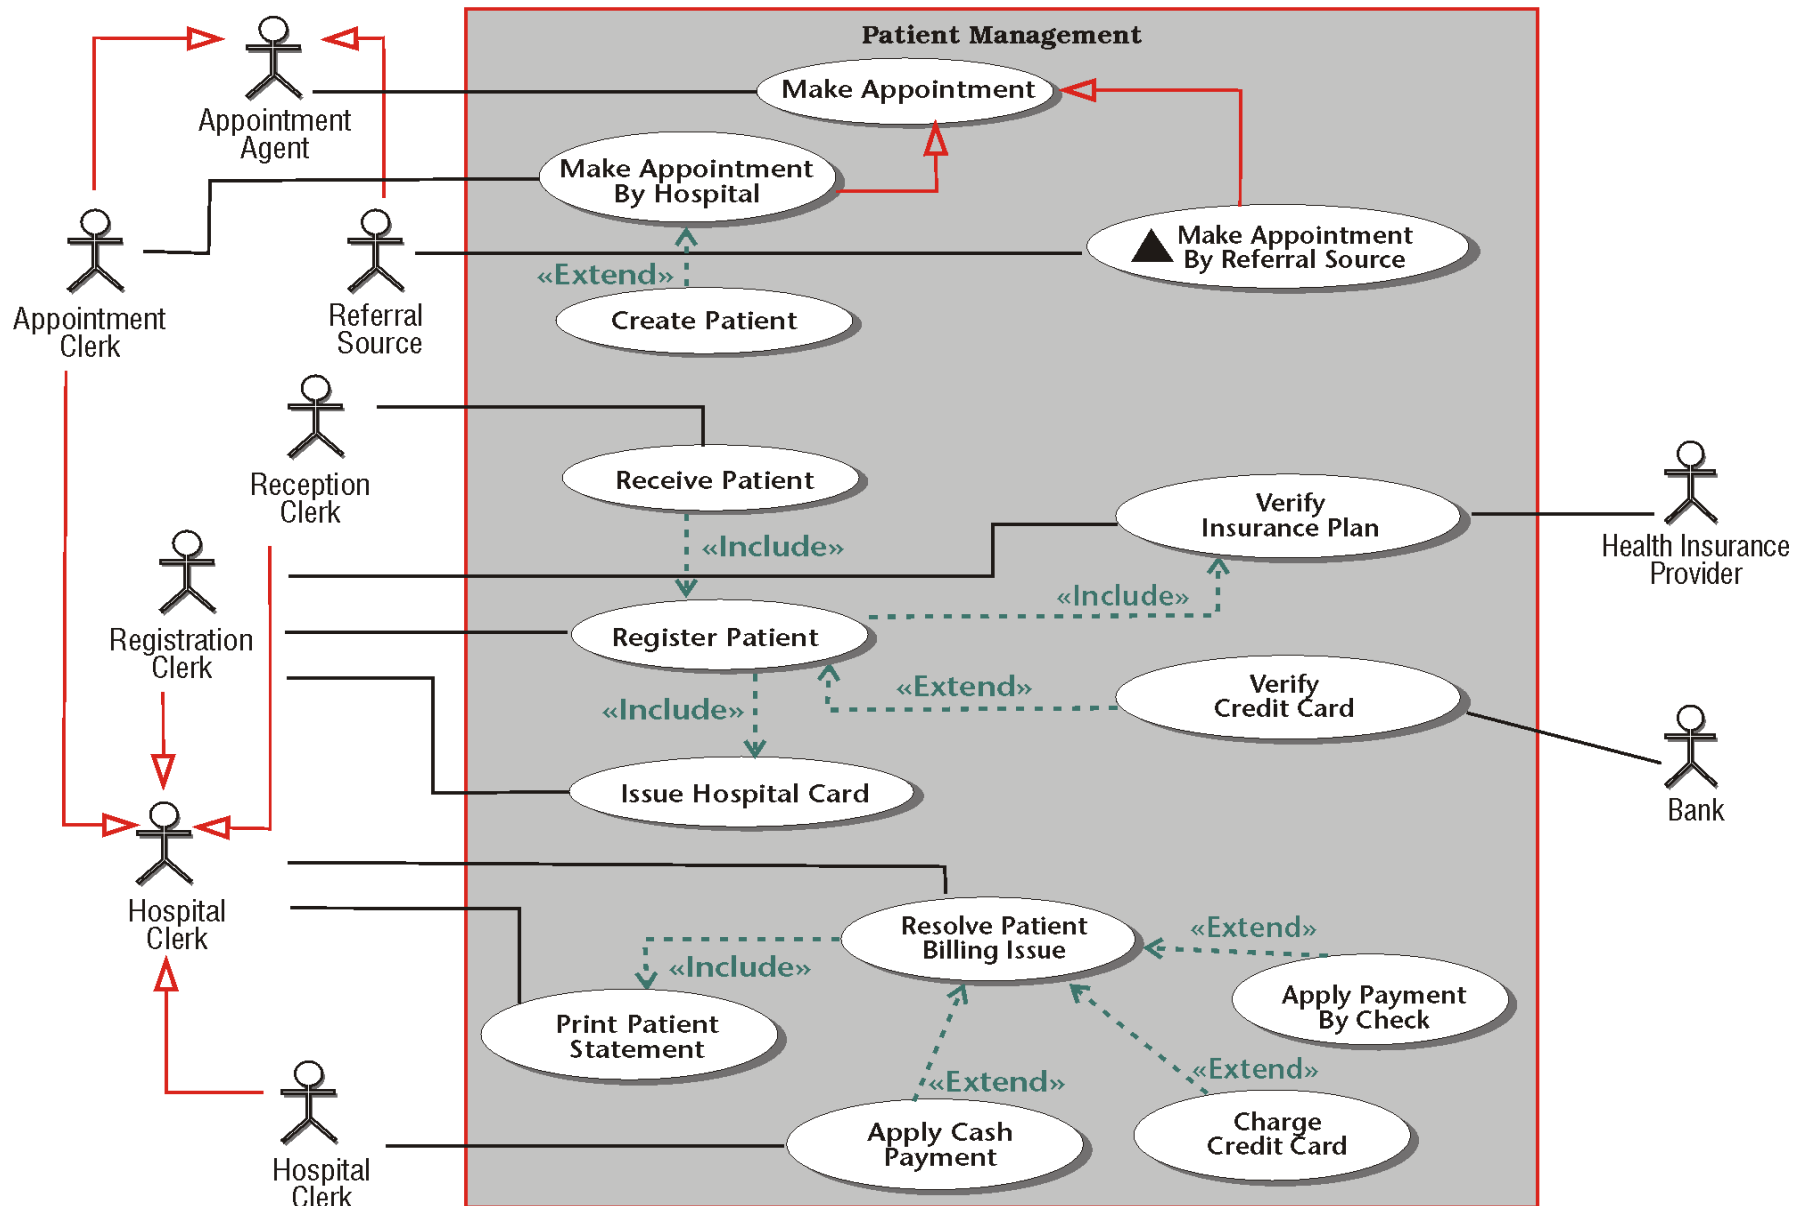 Patient Management
Make Appointment
Appointment
Agent
Make Appointment
By Hospital
Make Appointment
By Referral Source
«Extend»
Appointment
Clerk
Referral
Source
Create Patient
Reception
Clerk
Receive Patient
Verify
Insurance Plan
Health Insurance
Provider
«Include»
«Include»
Registration
Clerk
Register Patient
«Extend»
Verify
Credit Card
«Include»
Issue Hospital Card
Bank
Hospital
Clerk
Resolve Patient
Billing Issue
«Extend»
«Include»
Apply Payment
By Check
Print Patient
Statement
«Extend»
«Extend»
Apply Cash
Payment
Charge
Credit Card
Hospital
Clerk